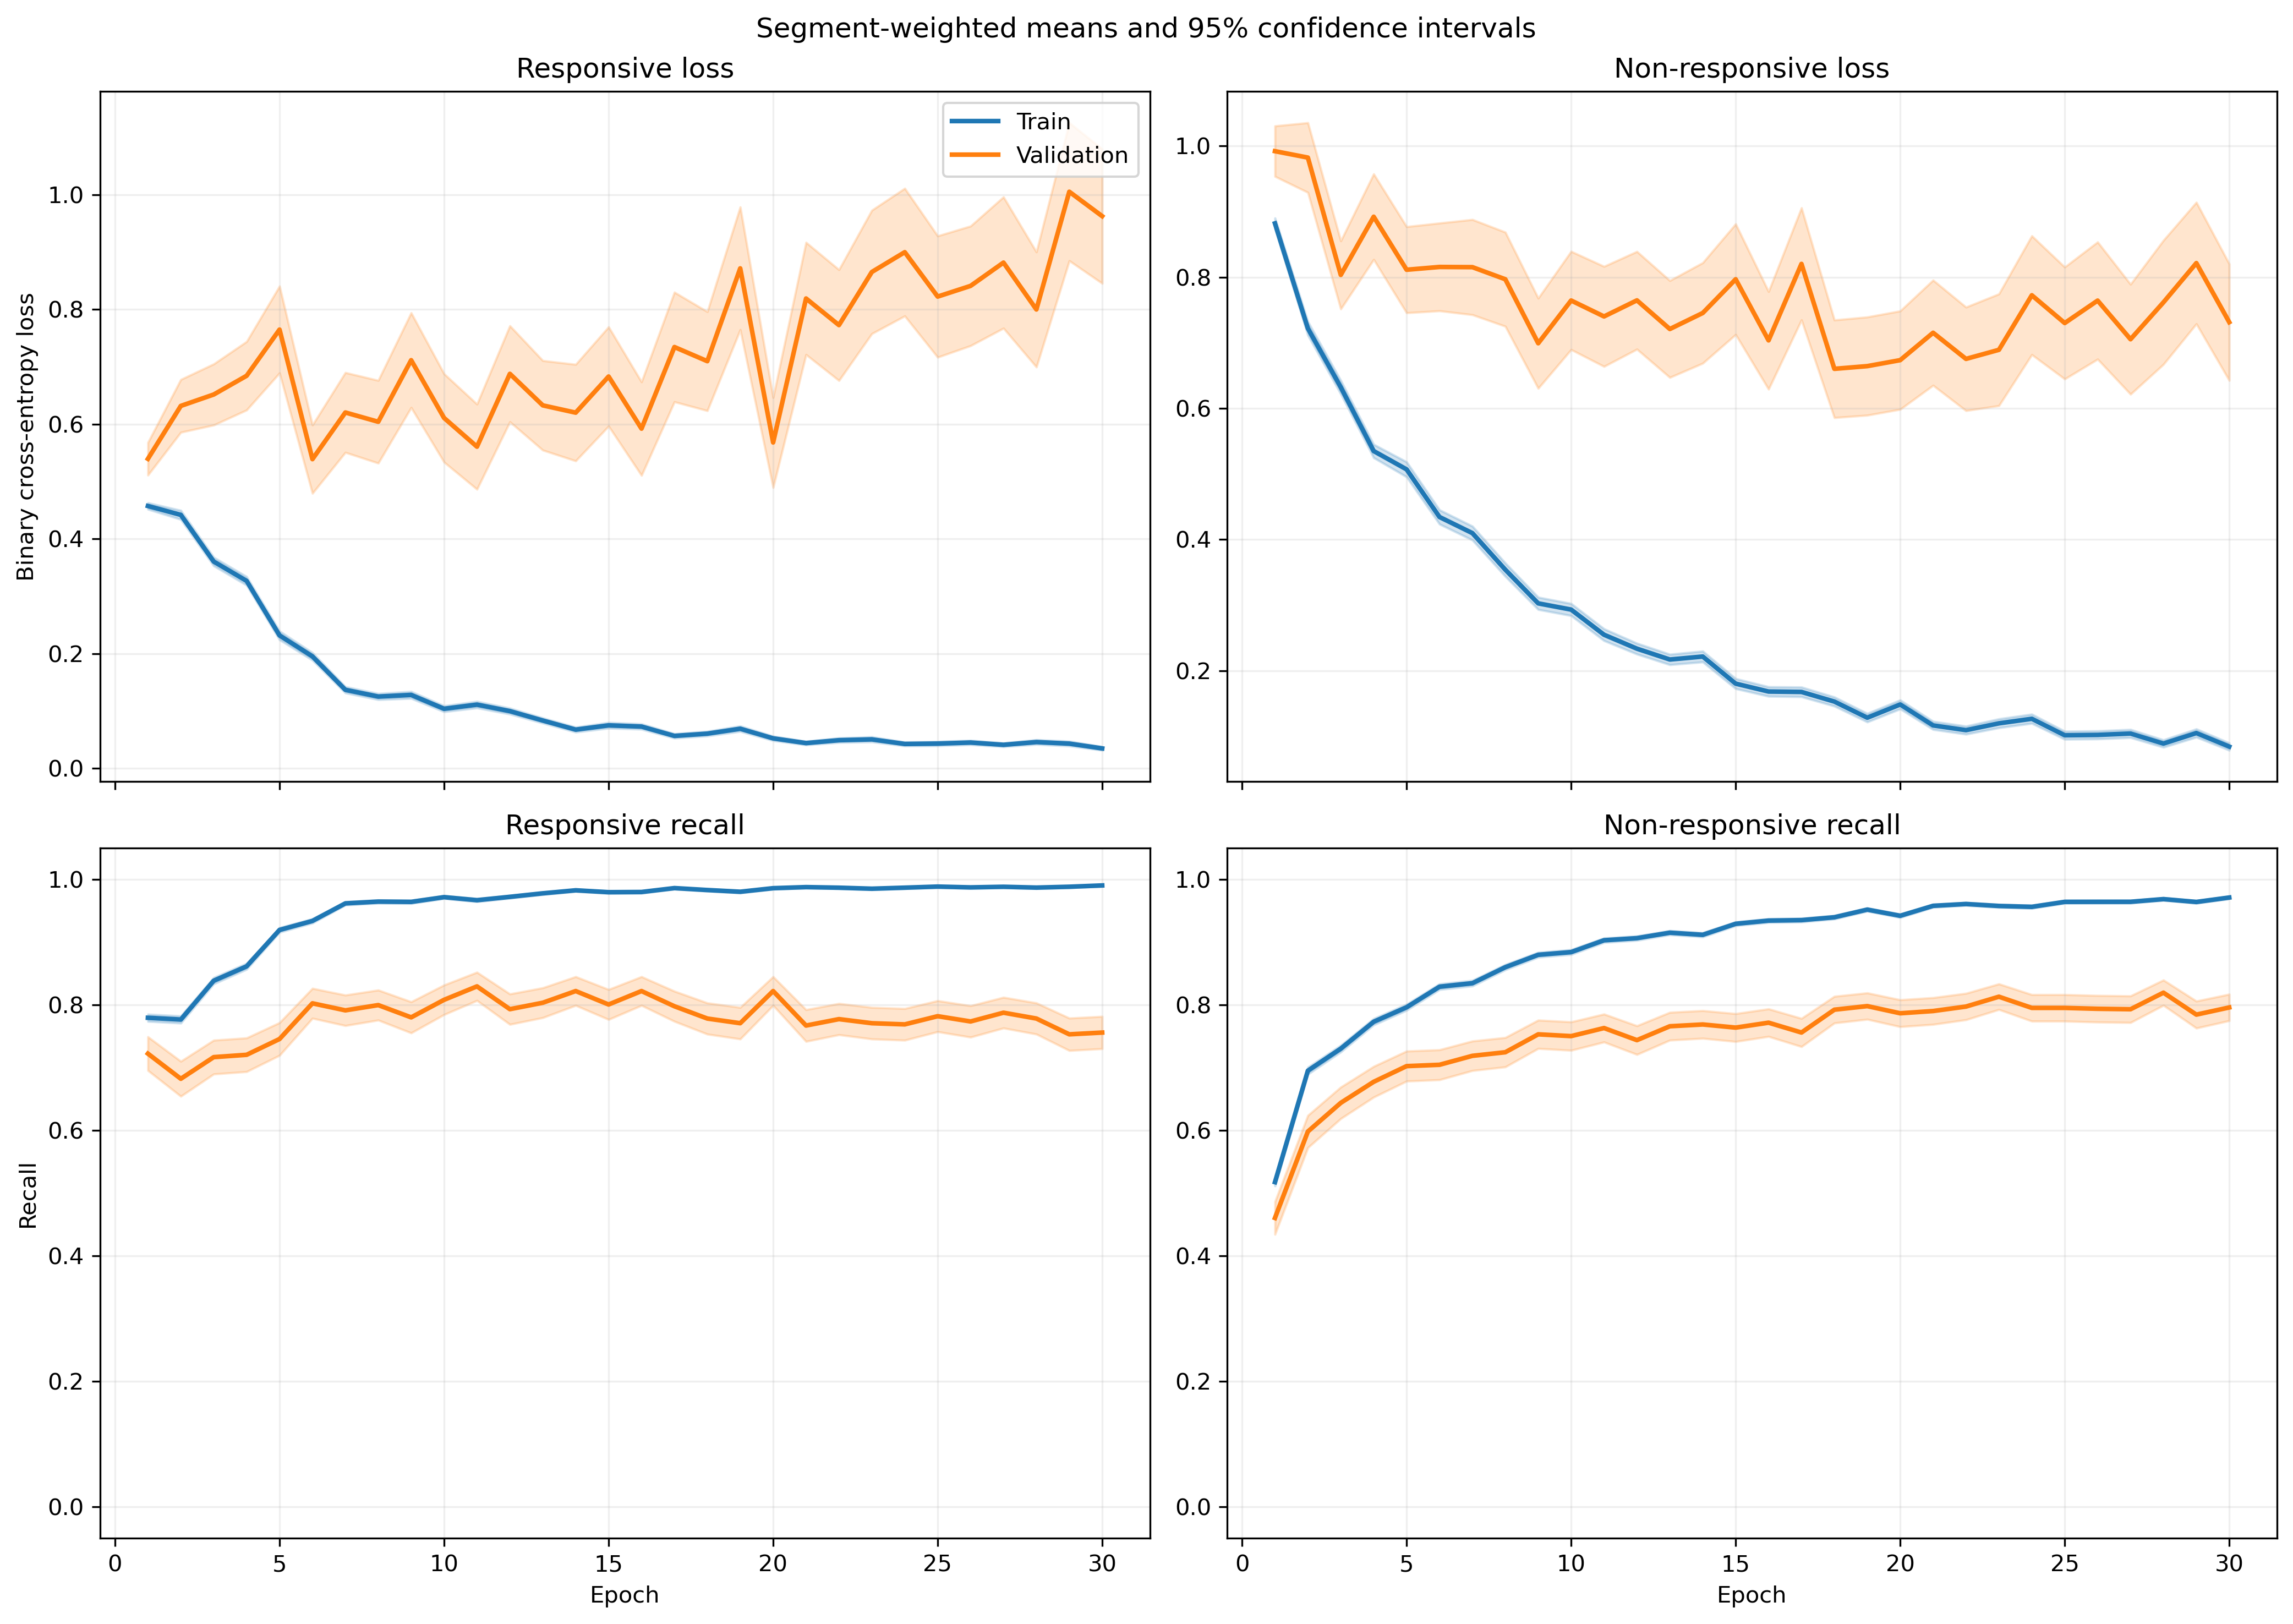 Segment-weighted means and 95% confidence intervals
Responsive loss
Non-responsive loss
Train
Validation
Binary cross-entropy loss
1.0
0.8
0.6
0.4
0.2
0.0
1.0
0.8
0.6
0.4
0.2
Responsive recall
Non-responsive recall
Recall
1.0
0.8
0.6
0.4
0.2
0.0
0 5 10 15 20 25 30
Epoch
1.0
0.8
0.6
0.4
0.2
0.0
0 5 10 15 20 25 30
Epoch